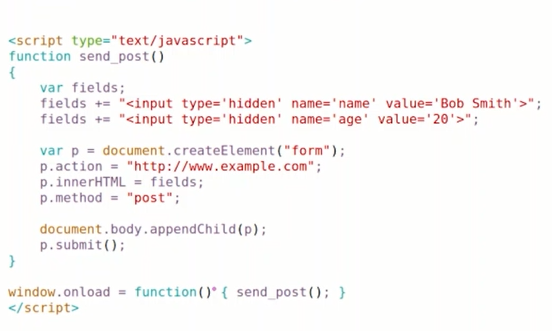 <script type="text/javascript">
function send_post()
{
    var fields;
    fields += "<input type='hidden' name='name' value='Bob Smith'>";
    fields += "<input type='hidden' name='age' value='20'>";

    var p = document.createElement("form");
    p.action = "http://www.example.com";
    p.innerHTML = fields;
    p.method = "post";

    document.body.appendChild(p);
    p.submit();
}

window.onload = function() { send_post(); }
</script>